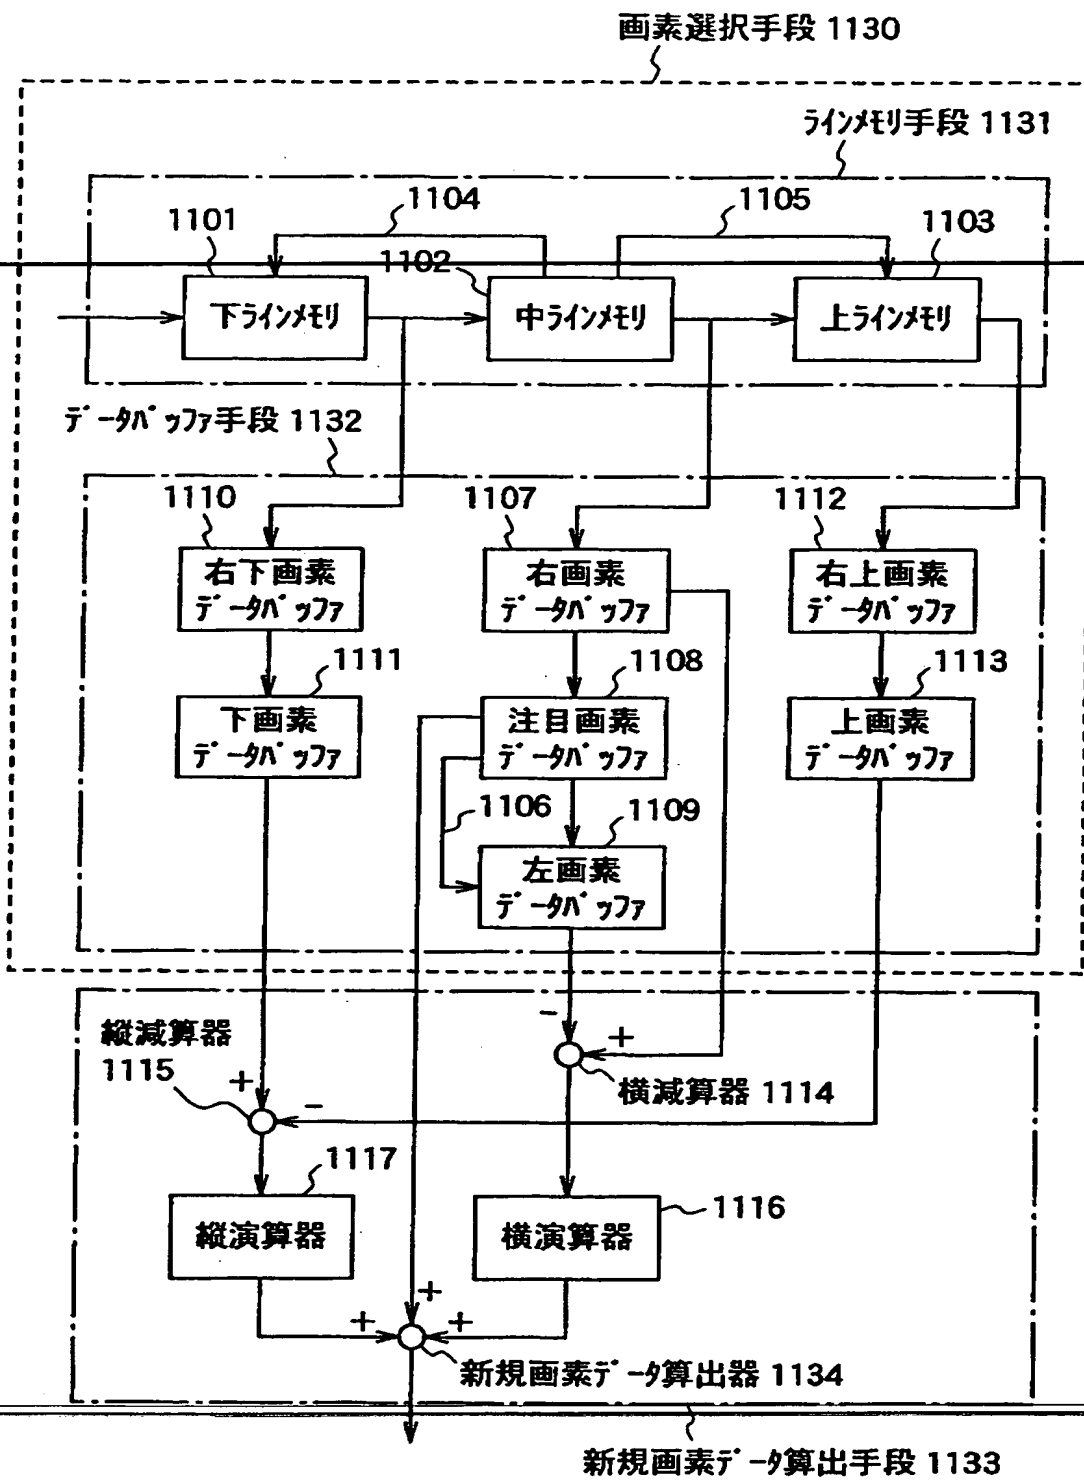 画素選択手段 1130
ラインメモリ手段 1131
1104
1105
1101
1103
1102
下ラインメモリ
中ラインメモリ
上ラインメモリ
データバッファ手段 1132
1110
1107
1112
右下画素
データバッファ
右画素
データバッファ
右上画素
データバッファ
1111
1108
1113
下画素
データバッファ
注目画素
データバッファ
上画素
データバッファ
1106
1109
左画素
データバッファ
縦減算器
1115
−
+
横減算器 1114
+
−
1117
1116
縦演算器
横演算器
+
+
+
新規画素データ算出器 1134
新規画素データ算出手段 1133